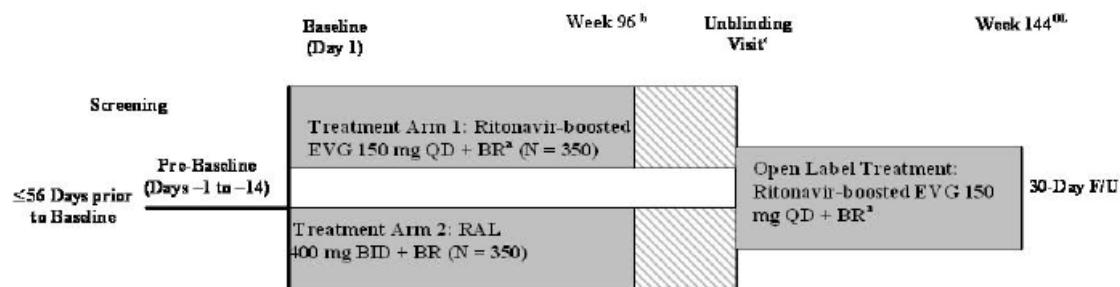 Baseline
(Day 1)
Week 96 b
Unblinding
Visit c
Week 144 OL
Screening
Pre-Baseline
(Days −1 to −14)
≤56 Days prior
to Baseline
Treatment Arm 1: Ritonavir-boosted
EVG 150 mg QD + BR a (N = 350)
Treatment Arm 2: RAL
400 mg BID + BR (N = 350)
Open Label Treatment:
Ritonavir-boosted EVG 150
mg QD + BR a
30-Day F/U